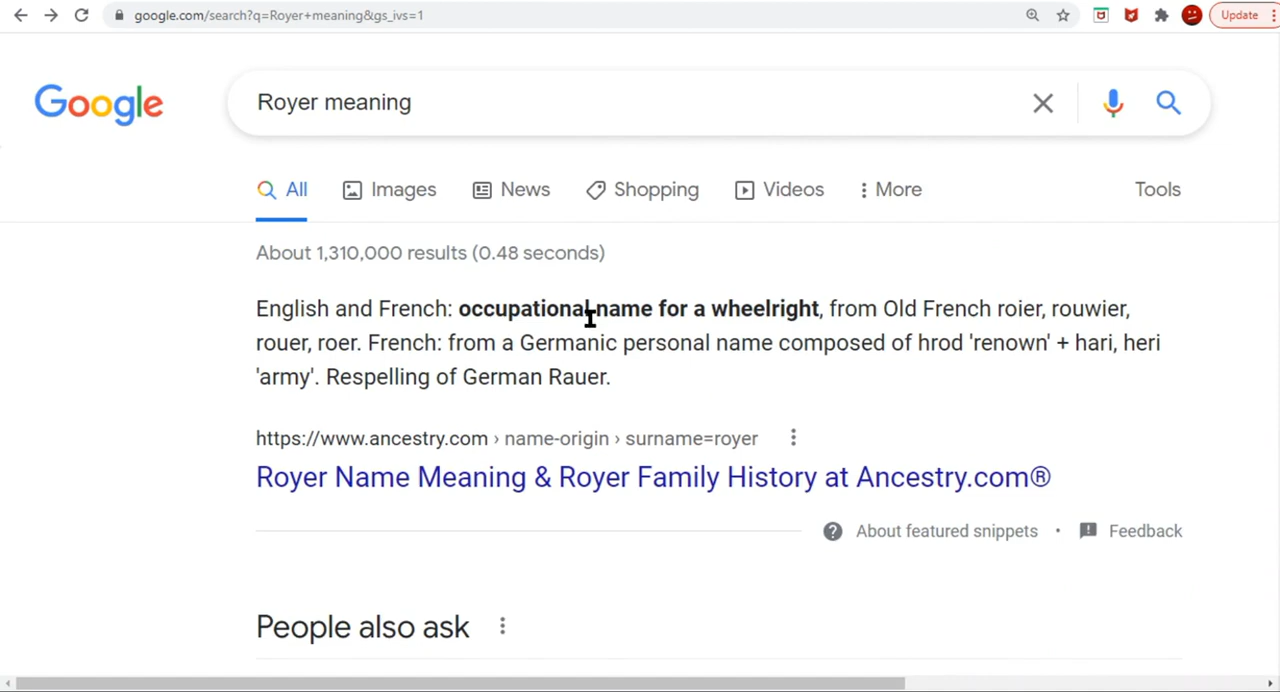 google.com/search?q=Royer+meaning&gs_ivs=1
Update
Google
Royer meaning
All
Images
News
Shopping
Videos
More
Tools
About 1,310,000 results (0.48 seconds)
English and French: occupational name for a wheelright, from Old French roier, rouwier,
rouer, roer. French: from a Germanic personal name composed of hrod 'renown' + hari, heri
'army'. Respelling of German Rauer.
https://www.ancestry.com › name-origin › surname=royer
Royer Name Meaning & Royer Family History at Ancestry.com®
About featured snippets • Feedback
People also ask